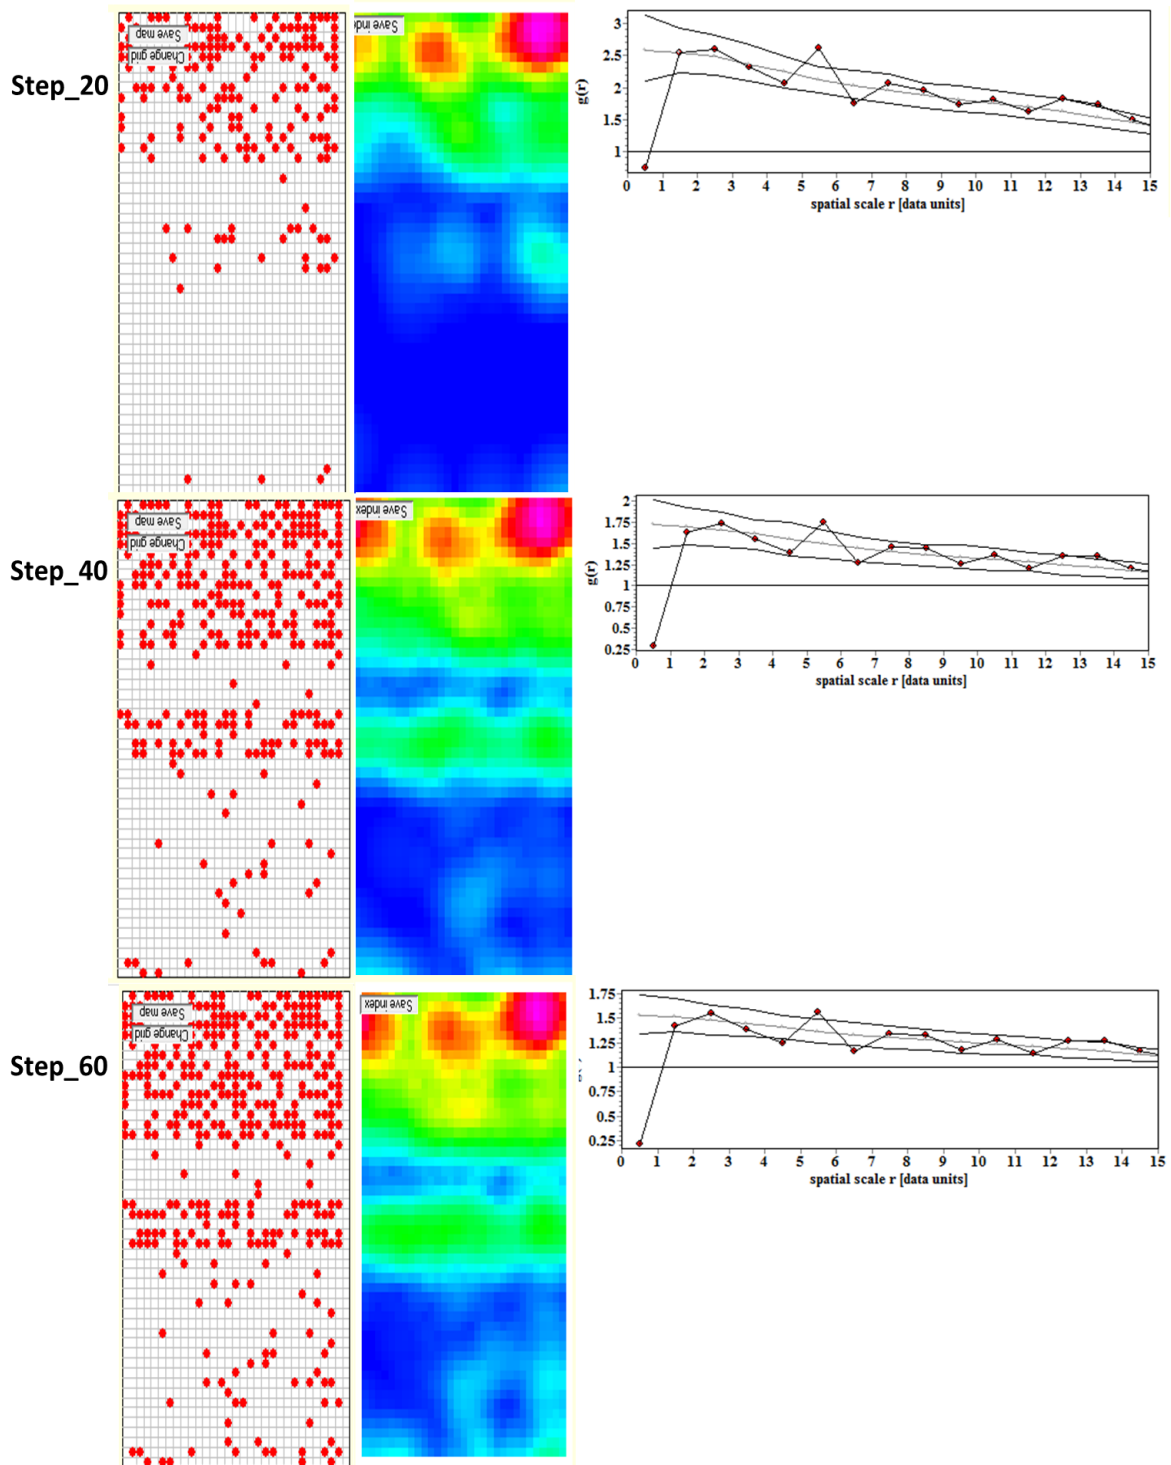 Step_20
Save map
Change grid
Save index
g(r)
3
2.5
2
1.5
1
0 1 2 3 4 5 6 7 8 9 10 11 12 13 14 15
spatial scale r [data units]
Step_40
Save map
Change grid
index
g(r)
2
1.75
1.5
1.25
1
0.75
0.5
0.25
0 1 2 3 4 5 6 7 8 9 10 11 12 13 14 15
spatial scale r [data units]
Step_60
Save map
Change grid
Save index
1.75
1.5
1.25
1
0.75
0.5
0.25
0 1 2 3 4 5 6 7 8 9 10 11 12 13 14 15
spatial scale r [data units]